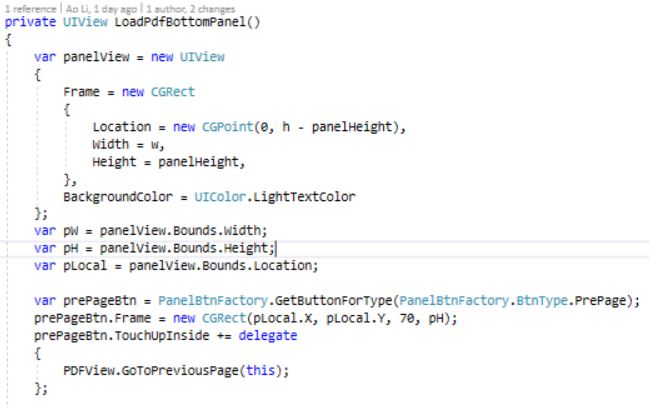 1 reference | Ao Li, 1 day ago | 1 author, 2 changes
private UIView LoadPdfBottomPanel()
{
    var panelView = new UIView
    {
        Frame = new CGRect
        {
            Location = new CGPoint(0, h - panelHeight),
            Width = w,
            Height = panelHeight,
        },
        BackgroundColor = UIColor.LightTextColor
    };
    var pW = panelView.Bounds.Width;
    var pH = panelView.Bounds.Height;
    var pLocal = panelView.Bounds.Location;

    var prePageBtn = PanelBtnFactory.GetButtonForType(PanelBtnFactory.BtnType.PrePage);
    prePageBtn.Frame = new CGRect(pLocal.X, pLocal.Y, 70, pH);
    prePageBtn.TouchUpInside += delegate
    {
        PDFView.GoToPreviousPage(this);
    };